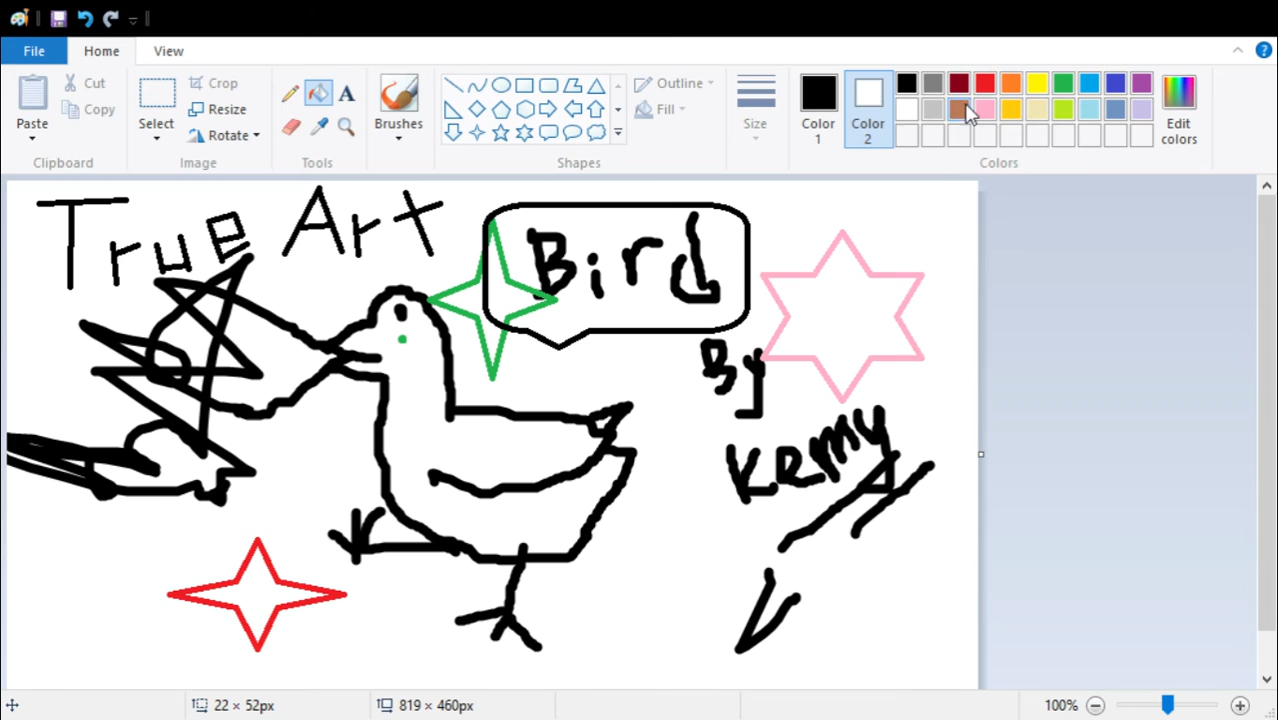 File Home View
Paste
Cut
Copy
Clipboard
Select
Crop
Resize
Rotate
Image
Tools
Brushes
Shapes
Outline
Fill
Size
Color 1
Color 2
Edit colors
Colors
True Art
Bird
By
Kemy
22 × 52px
819 × 460px
100%